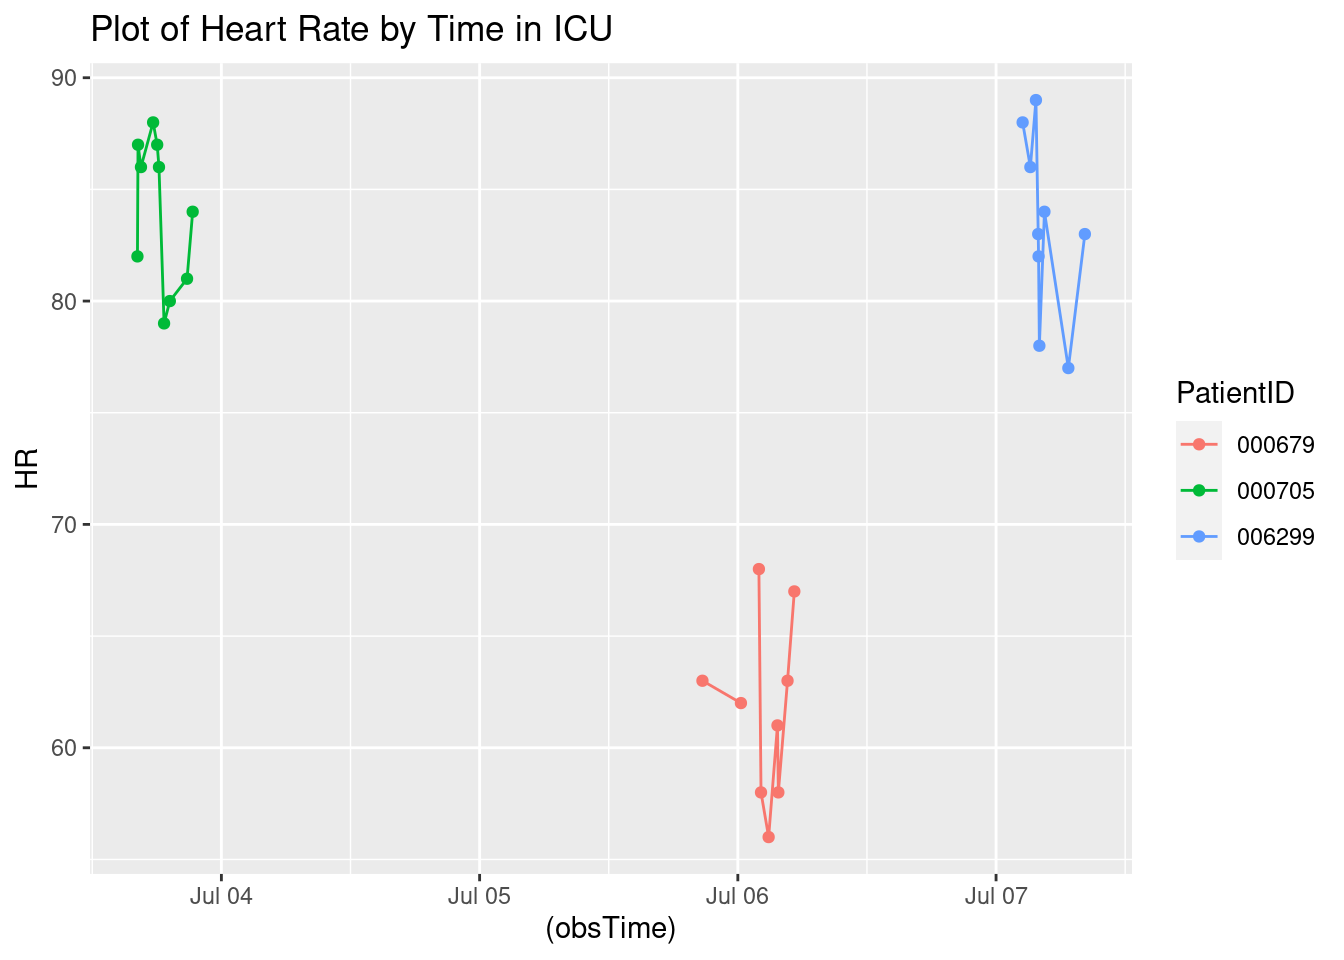 Plot of Heart Rate by Time in ICU
90
80
70
60
HR
Jul 04
Jul 05
Jul 06
Jul 07
(obsTime)
PatientID
000679
000705
006299